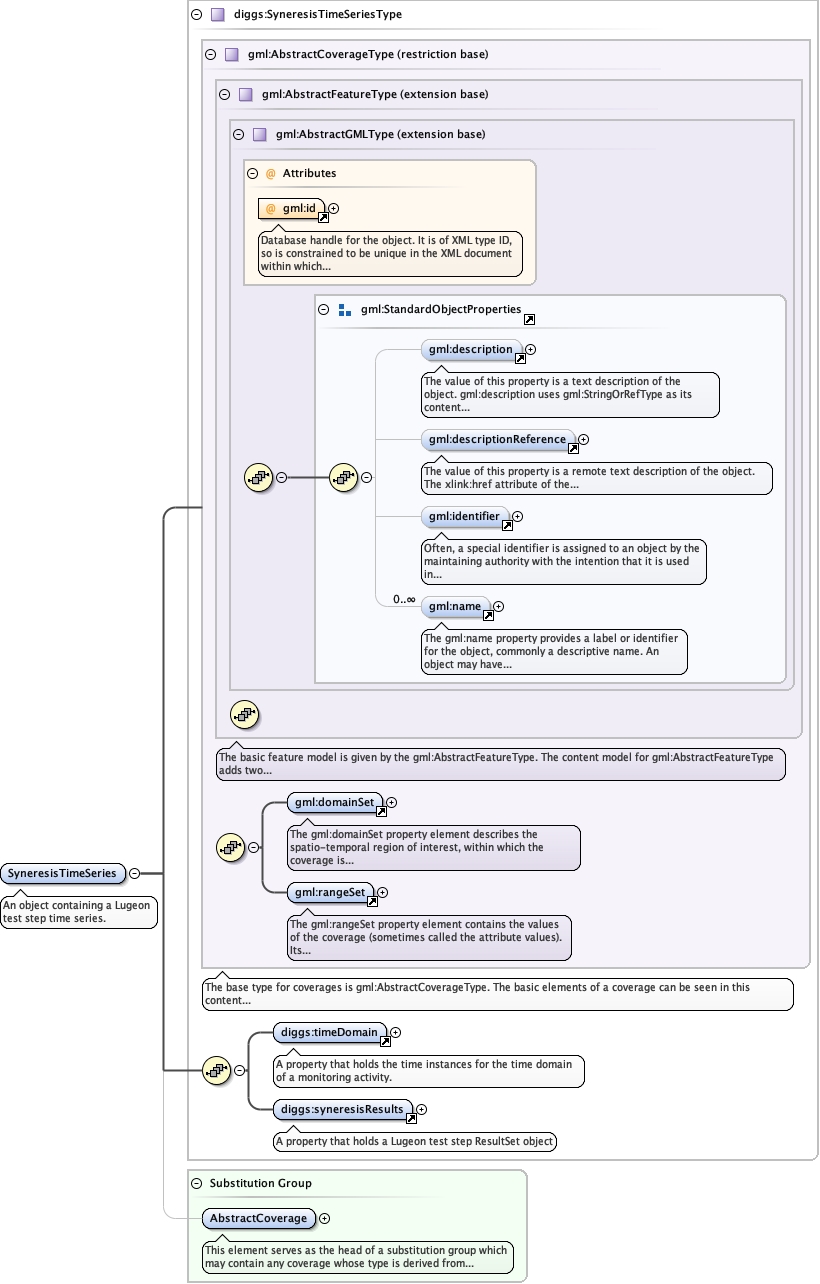 diggs:SyneresisTimeSeriesType
gml:AbstractCoverageType (restriction base)
gml:AbstractFeatureType (extension base)
gml:AbstractGMLType (extension base)
@ Attributes
@ gml:id
Database handle for the object. It is of XML type ID,
so is constrained to be unique in the XML document
within which...
gml:StandardObjectProperties
gml:description
The value of this property is a text description of the
object. gml:description uses gml:StringOrRefType as its
content...
gml:descriptionReference
The value of this property is a remote text description of the object.
The xlink:href attribute of the...
gml:identifier
Often, a special identifier is assigned to an object by the
maintaining authority with the intention that it is used
in...
0..∞
gml:name
The gml:name property provides a label or identifier
for the object, commonly a descriptive name. An
object may have...
The basic feature model is given by the gml:AbstractFeatureType. The content model for gml:AbstractFeatureType
adds two...
gml:domainSet
The gml:domainSet property element describes the
spatio-temporal region of interest, within which the
coverage is...
SyneresisTimeSeries
An object containing a Lugeon
test step time series.
gml:rangeSet
The gml:rangeSet property element contains the values
of the coverage (sometimes called the attribute values).
Its...
The base type for coverages is gml:AbstractCoverageType. The basic elements of a coverage can be seen in this
content...
diggs:timeDomain
A property that holds the time instances for the time domain
of a monitoring activity.
diggs:syneresisResults
A property that holds a Lugeon test step ResultSet object
Substitution Group
AbstractCoverage
This element serves as the head of a substitution group which
may contain any coverage whose type is derived from...